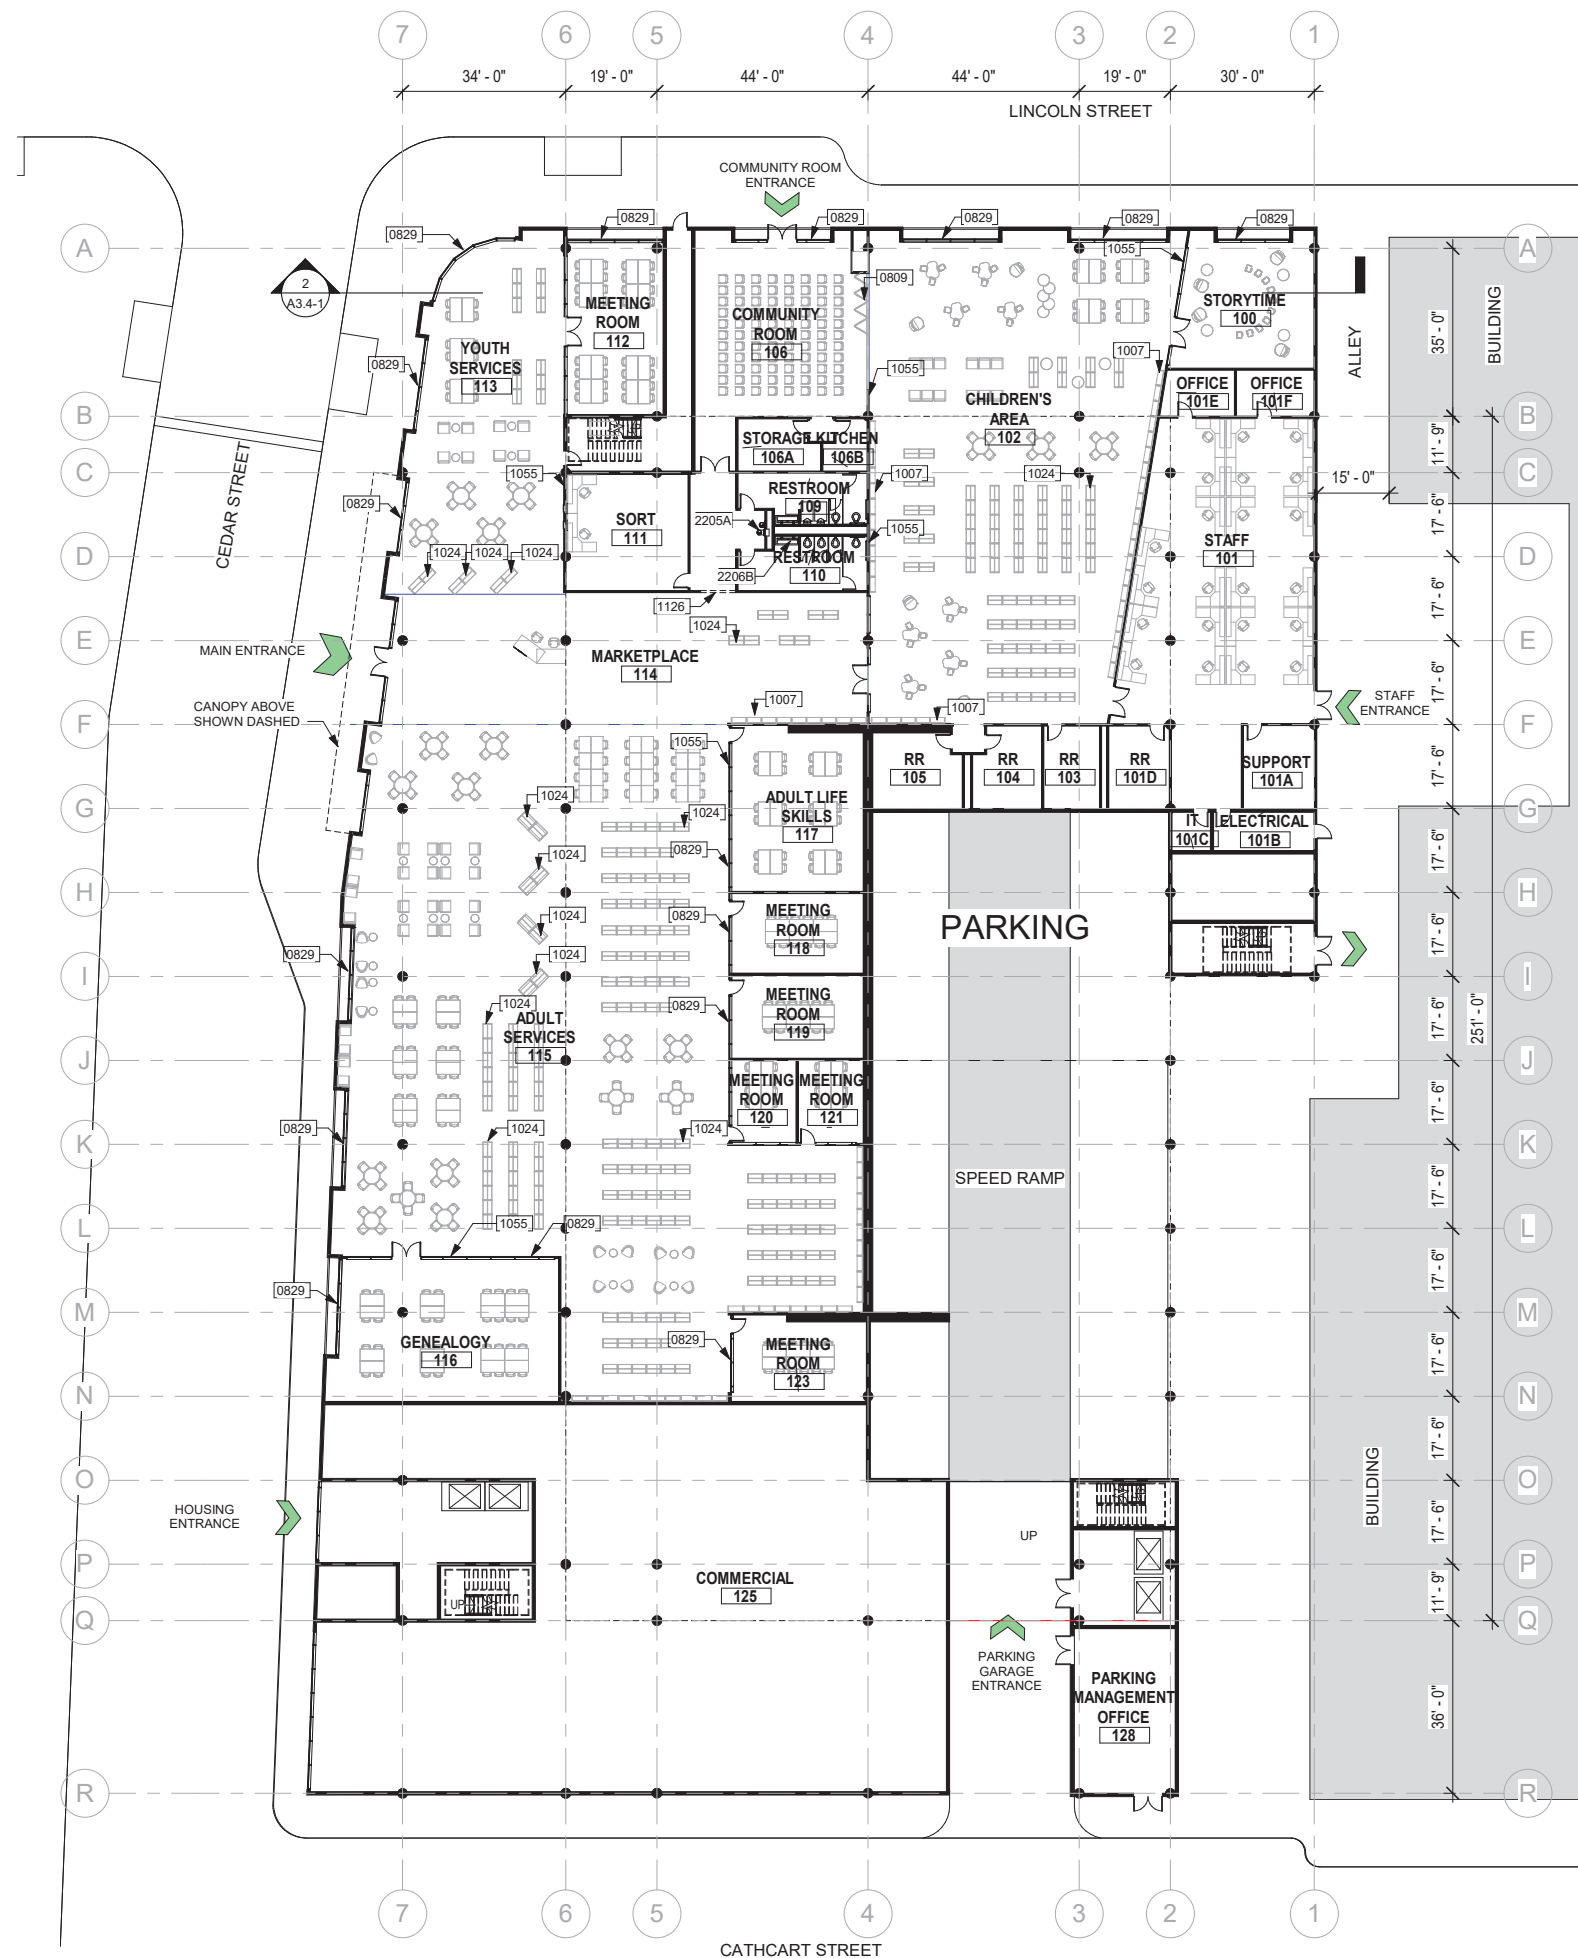 7 6 5 4 3 2 1
34' - 0" 19' - 0" 44' - 0" 44' - 0" 19' - 0" 30' - 0"
LINCOLN STREET
COMMUNITY ROOM
ENTRANCE
0829 0829 0829 0829 0829
0829
A A
1055
2
A3.4-1
0809
MEETING
ROOM
112
COMMUNITY
ROOM
106
STORYTIME
100
ALLEY
BUILDING
35' - 0"
YOUTH
SERVICES
113
0829
1007
1055
OFFICE
101E
OFFICE
101F
CHILDREN'S
AREA
102
B B
STORAGE
106A
KITCHEN
106B
11' - 9"
CEDAR STREET
C C
1055
1007
1024
15' - 0"
RESTROOM
109
0829
SORT
111
2205A
1055
STAFF
101
17' - 6"
D D
1024 1024 1024
RESTROOM
110
2206B
1126
17' - 6"
1024
E E
MAIN ENTRANCE
MARKETPLACE
114
17' - 6"
CANOPY ABOVE
SHOWN DASHED
1007
1007
STAFF
ENTRANCE
F F
1055
RR
105
RR
104
RR
103
RR
101D
SUPPORT
101A
17' - 6"
1024
ADULT LIFE
SKILLS
117
1024
G G
IT
101C
ELECTRICAL
101B
1024
0829
17' - 6"
H H
1024
0829
MEETING
ROOM
118
PARKING
17' - 6"
0829
1024
I I
1024
0829
MEETING
ROOM
119
ADULT
SERVICES
115
17' - 6"
251' - 0"
J J
MEETING
ROOM
120
MEETING
ROOM
121
17' - 6"
0829
1024
1024
K K
SPEED RAMP
17' - 6"
1055
0829
L L
17' - 6"
0829
M M
GENEALOGY
116
0829
MEETING
ROOM
123
17' - 6"
N N
17' - 6"
BUILDING
O O
HOUSING
ENTRANCE
UP
17' - 6"
P P
COMMERCIAL
125
UP
11' - 9"
Q Q
PARKING
GARAGE
ENTRANCE
PARKING
MANAGEMENT
OFFICE
128
36' - 0"
R R
7 6 5 4 3 2 1
CATHCART STREET